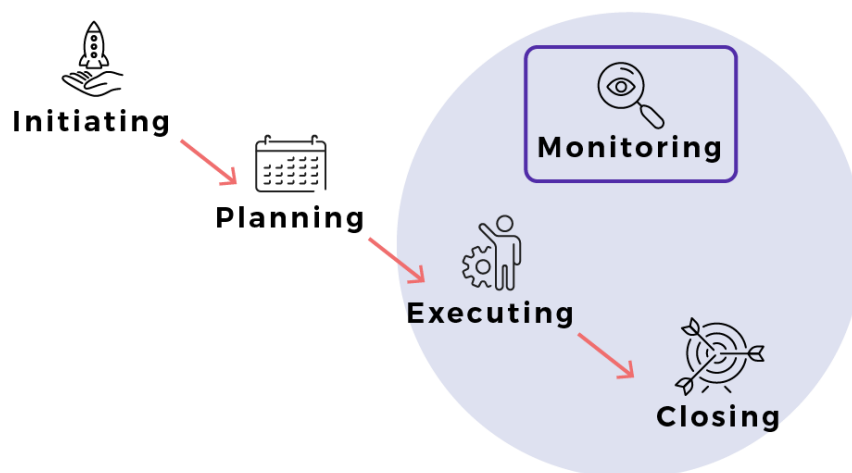 Initiating
Monitoring
Planning
Executing
Closing